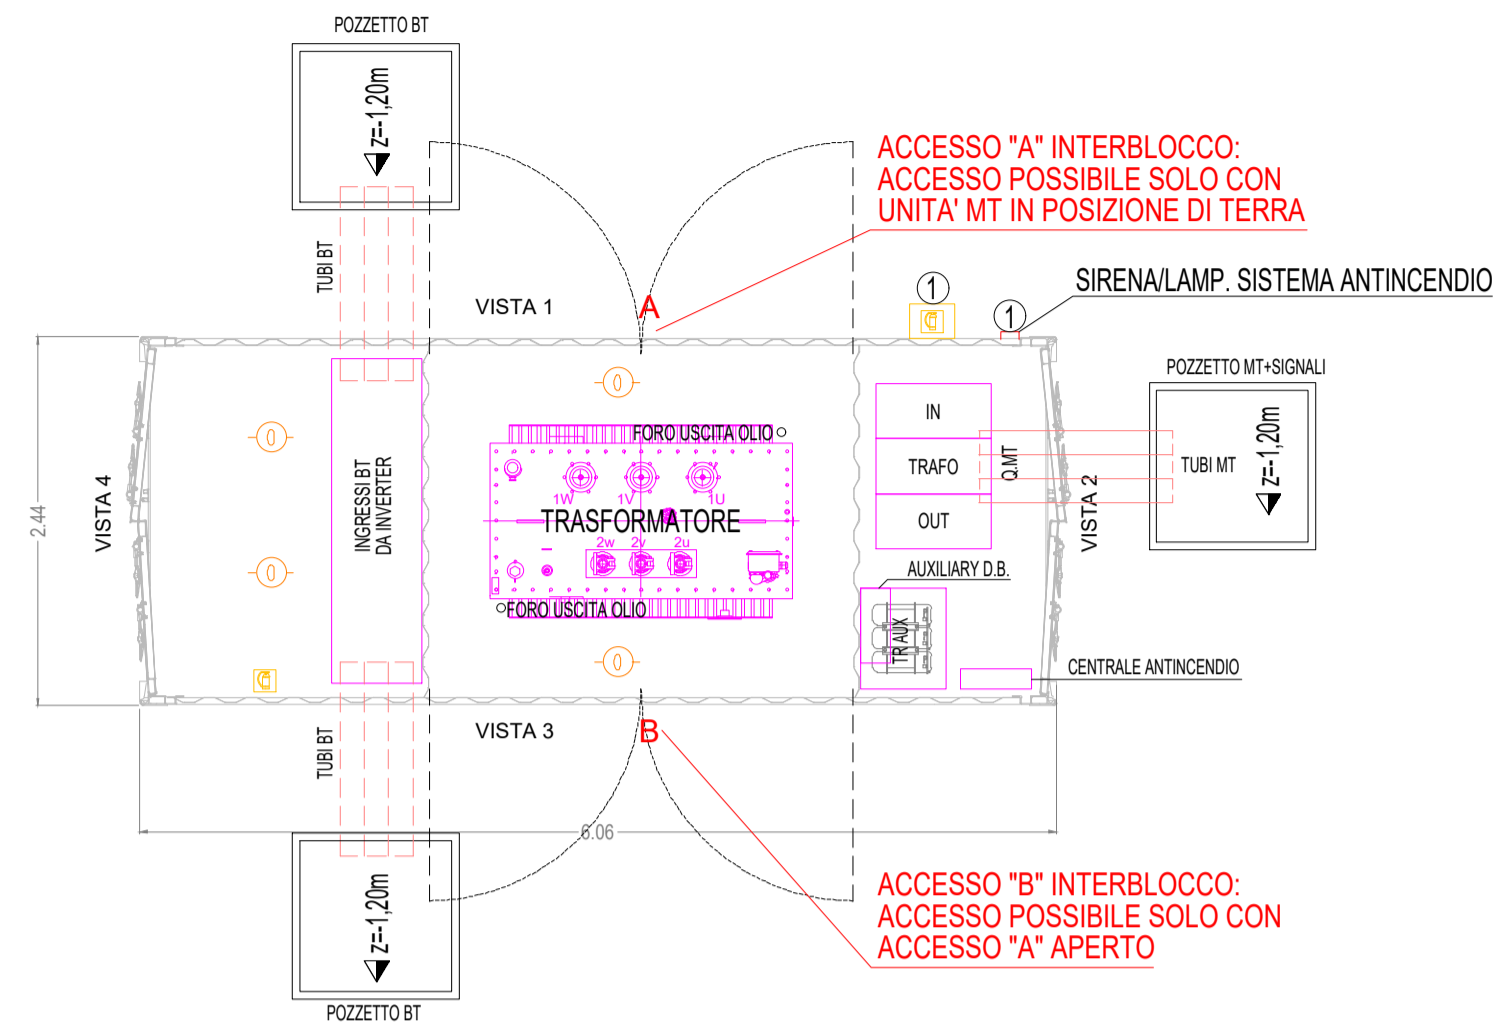 POZZETTO BT
z=-1,20m
TUBI BT
VISTA 1
A
ACCESSO "A" INTERBLOCCO:
ACCESSO POSSIBILE SOLO CON
UNITA' MT IN POSIZIONE DI TERRA
1
1
SIRENA/LAMP. SISTEMA ANTINCENDIO
POZZETTO MT+SIGNALI
z=-1,20m
TUBI MT
VISTA 2
IN
TRAFO
OUT
Q.MT
2.44
VISTA 4
INGRESSI BT
DA INVERTER
FORO USCITA OLIO
1W
1V
1U
TRASFORMATORE
2w
2v
2u
FORO USCITA OLIO
AUXILIARY D.B.
TR AUX
CENTRALE ANTINCENDIO
TUBI BT
VISTA 3
B
6.06
ACCESSO "B" INTERBLOCCO:
ACCESSO POSSIBILE SOLO CON
ACCESSO "A" APERTO
z=-1,20m
POZZETTO BT